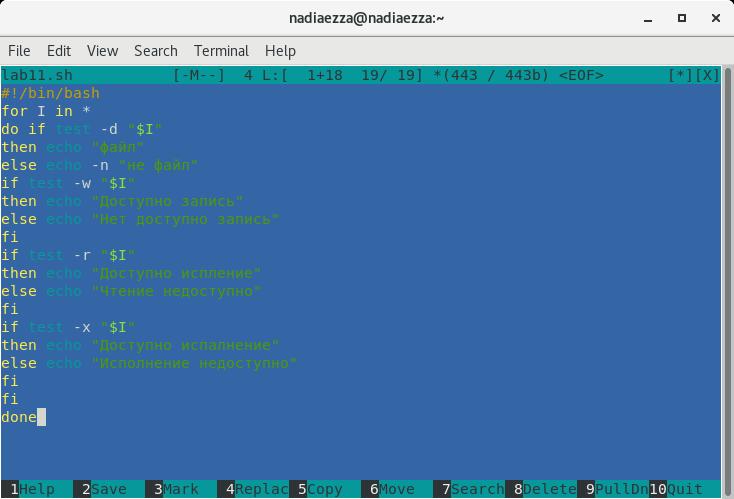 nadiaezza@nadiaezza:~
File Edit View Search Terminal Help
lab11.sh [-M--] 4 L:[ 1+18 19/ 19] *(443 / 443b) <EOF> [*][X]
#!/bin/bash
for I in *
do if test -d "$I"
then echo "файл"
else echo -n "не файл"
if test -w "$I"
then echo "Доступно запись"
else echo "Нет доступно запись"
fi
if test -r "$I"
then echo "Доступно испление"
else echo "Чтение недоступно"
fi
if test -x "$I"
then echo "Доступно испалнение"
else echo "Исполнение недоступно"
fi
fi
done
1Help 2Save 3Mark 4Replac 5Copy 6Move 7Search 8Delete 9PullDn 10Quit